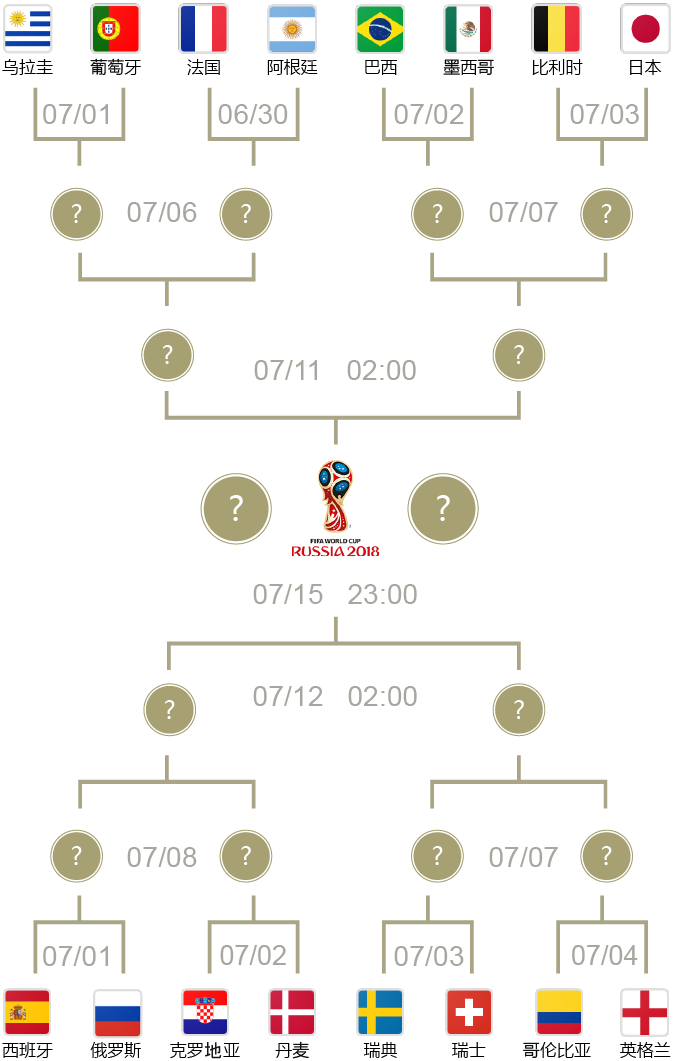 乌拉圭 葡萄牙 法国 阿根廷 巴西 墨西哥 比利时 日本
07/01 06/30 07/02 07/03
? 07/06 ? ? 07/07 ?
? ?
07/11 02:00
? ?
FIFA WORLD CUP
RUSSIA 2018
07/15 23:00
07/12 02:00
? ?
? 07/08 ? ? 07/07 ?
07/01 07/02 07/03 07/04
西班牙 俄罗斯 克罗地亚 丹麦 瑞典 瑞士 哥伦比亚 英格兰